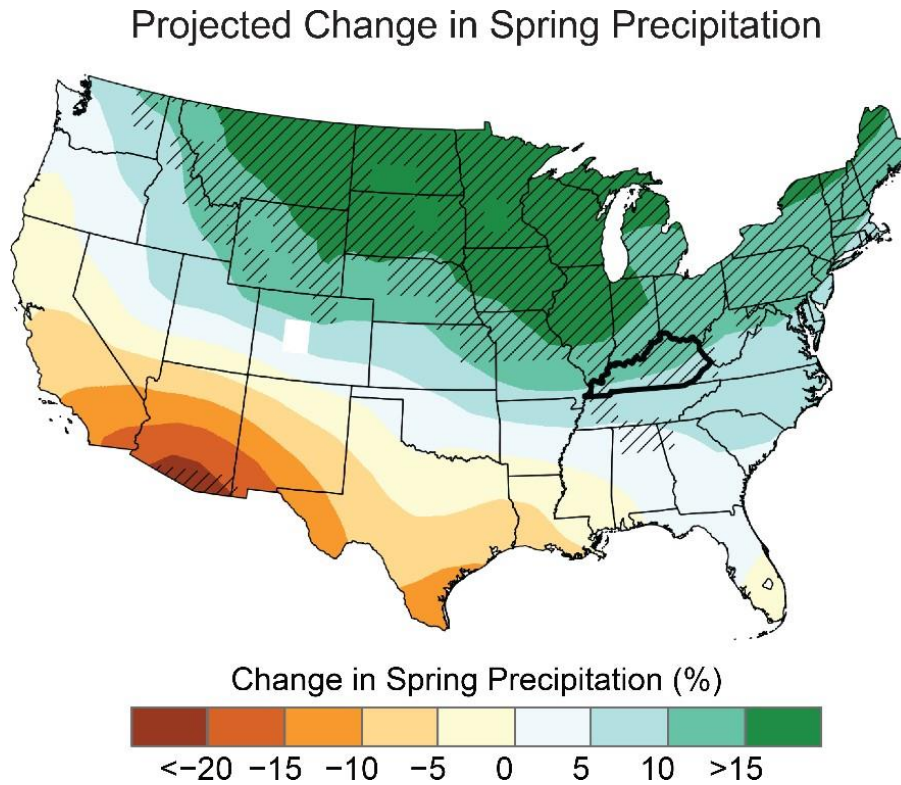 Projected Change in Spring Precipitation
Change in Spring Precipitation (%)
<−20 −15 −10 −5 0 5 10 >15